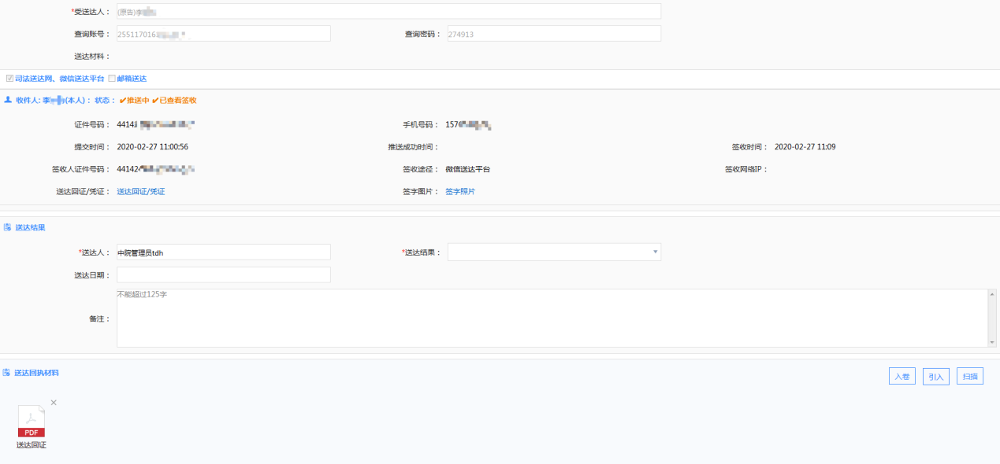 *受送达人： (原告)李
查询账号： 255117016 查询密码： 274913
送达材料：
司法送达网、微信送达平台 邮箱送达
收件人: 李 (本人)： 状态： ✔推送中 ✔已查看签收
证件号码： 4414 手机号码： 157
提交时间： 2020-02-27 11:00:56 推送成功时间： 签收时间： 2020-02-27 11:09
签收人证件号码： 44142 签收途径： 微信送达平台 签收网络IP：
送达回证/凭证： 送达回证/凭证 签字图片： 签字照片
送达结果
*送达人： 中院管理员tdh *送达结果：
送达日期：
不能超过125字
备注：
送达回执材料 入卷 引入 扫描
PDF
送达回证